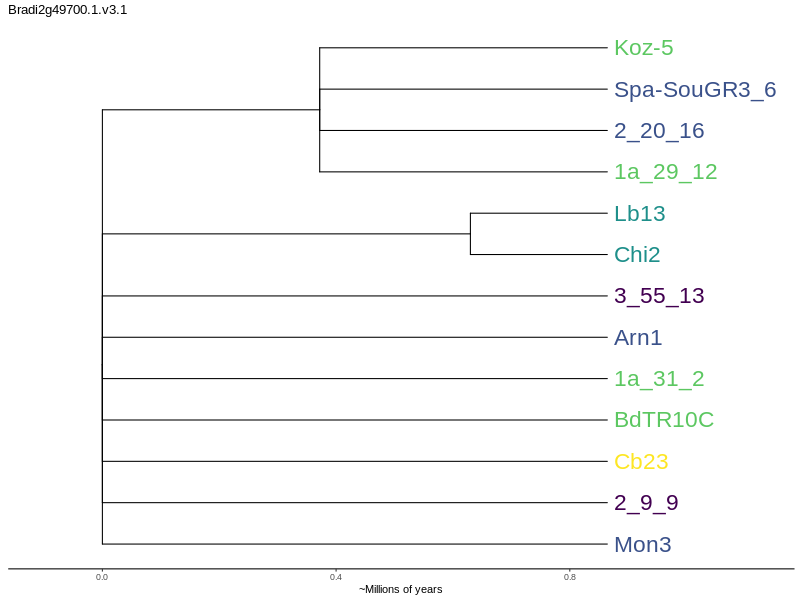 Bradi2g49700.1.v3.1
Koz-5
Spa-SouGR3_6
2_20_16
1a_29_12
Lb13
Chi2
3_55_13
Arn1
1a_31_2
BdTR10C
Cb23
2_9_9
Mon3
0.0 0.4 0.8
~Millions of years